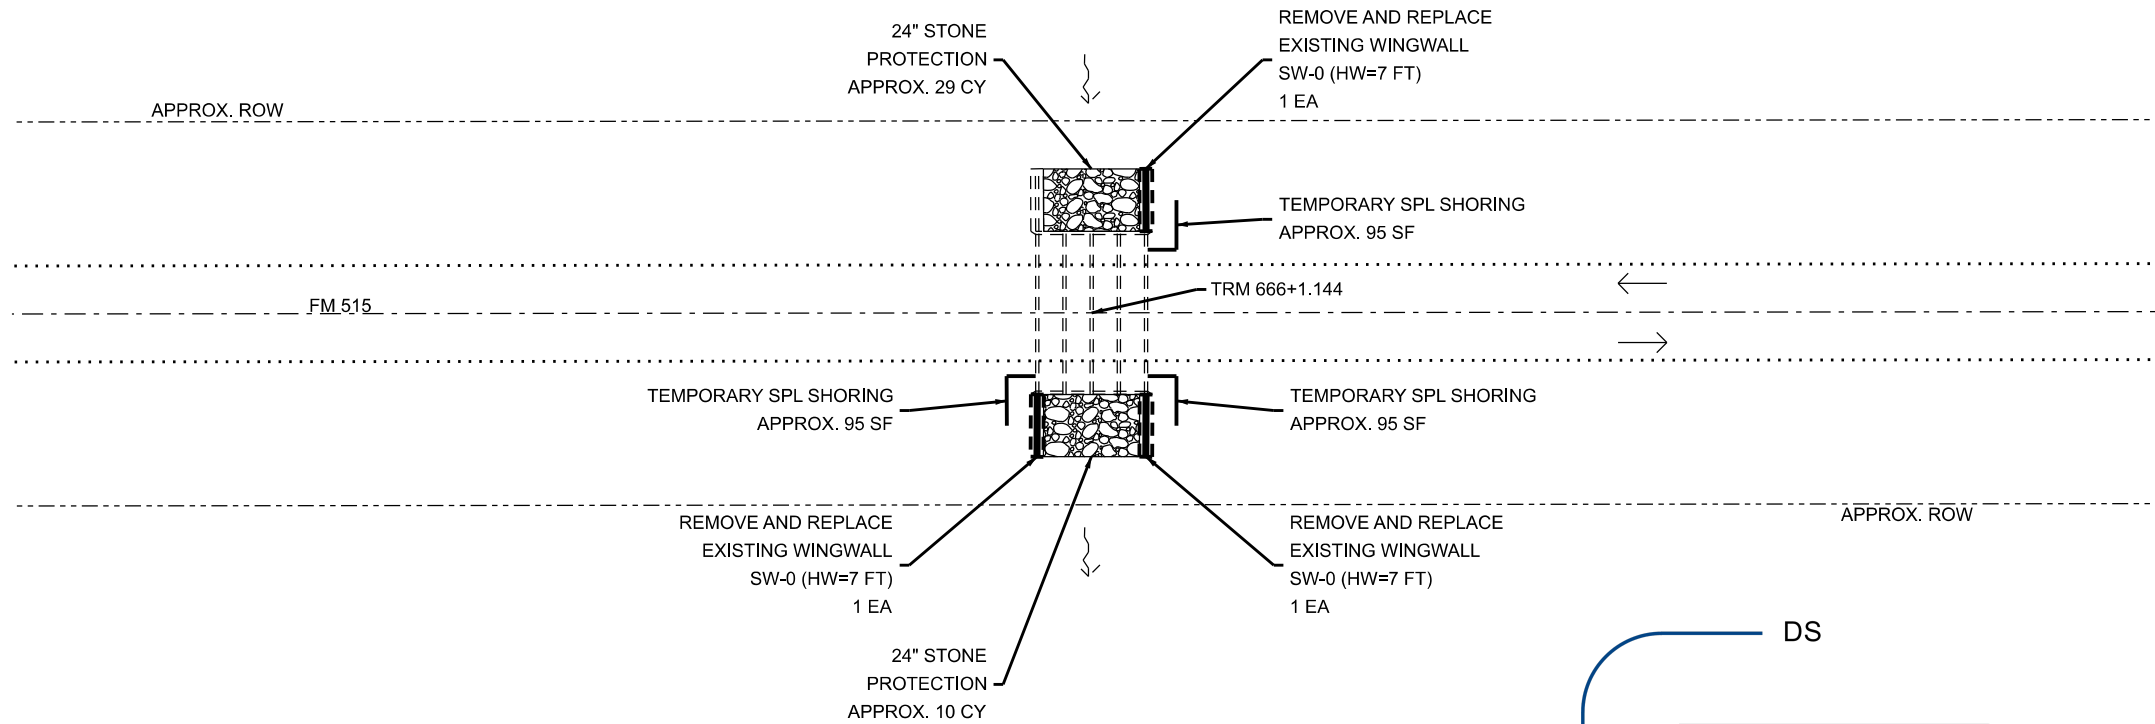 24" STONE
PROTECTION
APPROX. 29 CY
REMOVE AND REPLACE
EXISTING WINGWALL
SW-0 (HW=7 FT)
1 EA
APPROX. ROW
TEMPORARY SPL SHORING
APPROX. 95 SF
TRM 666+1.144
FM 515
TEMPORARY SPL SHORING
APPROX. 95 SF
TEMPORARY SPL SHORING
APPROX. 95 SF
REMOVE AND REPLACE
EXISTING WINGWALL
SW-0 (HW=7 FT)
1 EA
REMOVE AND REPLACE
EXISTING WINGWALL
SW-0 (HW=7 FT)
1 EA
APPROX. ROW
24" STONE
PROTECTION
APPROX. 10 CY
DS